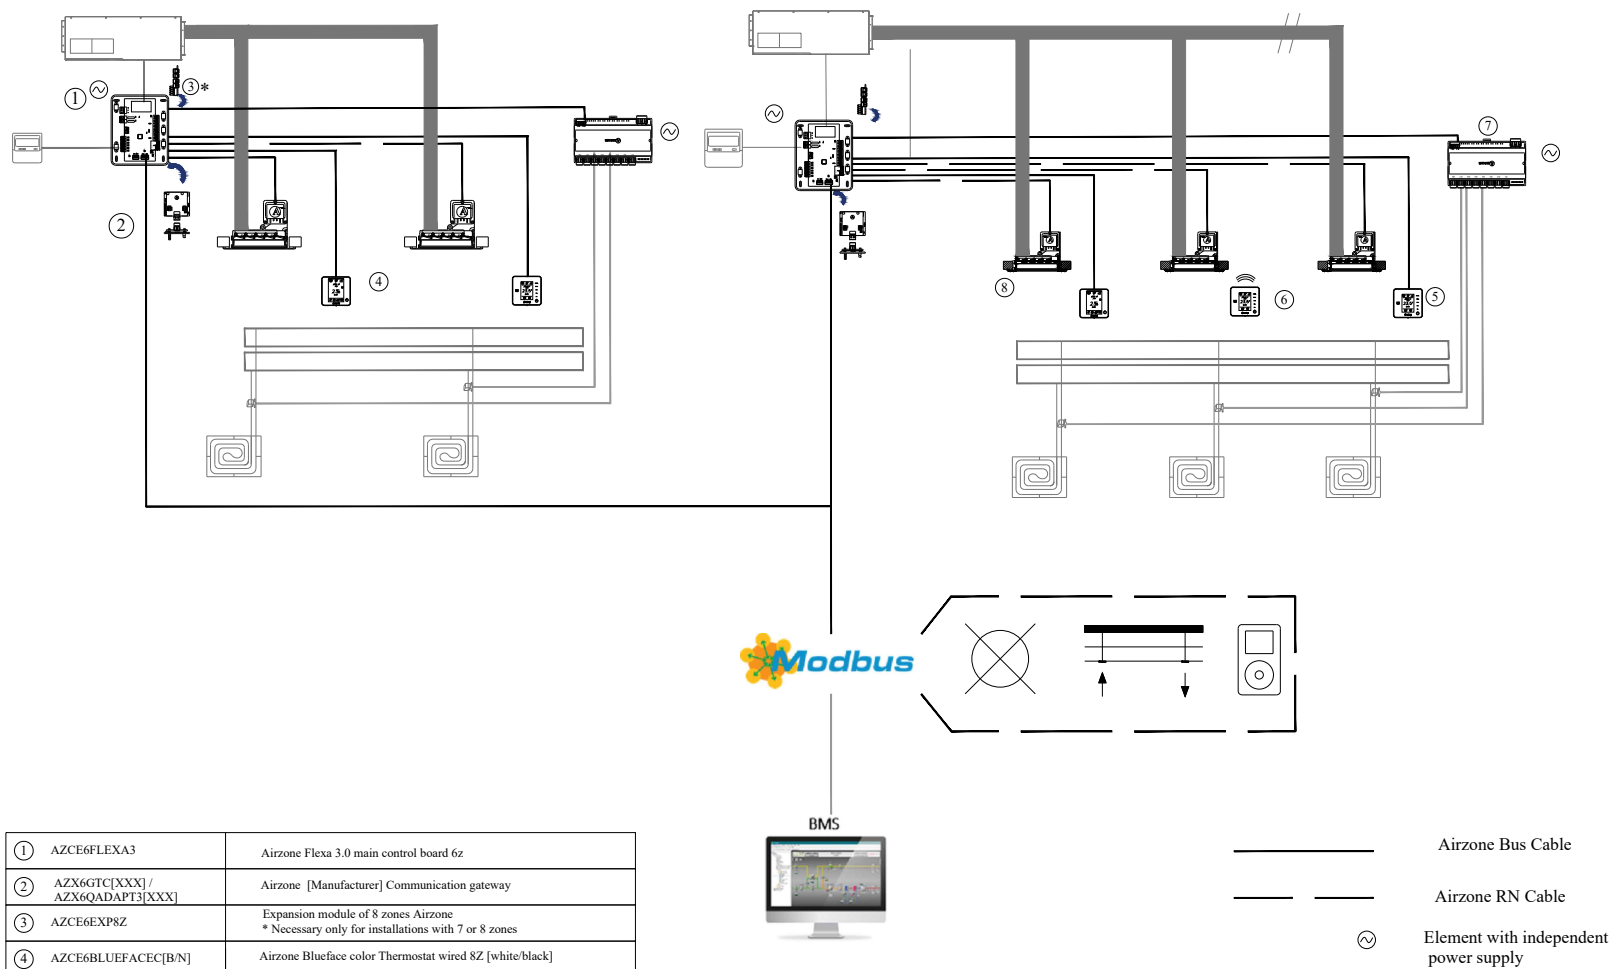 1
3
*
2
4
7
8
6
5
Modbus
BMS
1 AZCE6FLEXA3 Airzone Flexa 3.0 main control board 6z
2 AZX6GTC[XXX] /
AZX6QADAPT3[XXX]
Airzone [Manufacturer] Communication gateway
3 AZCE6EXP8Z
Expansion module of 8 zones Airzone
* Necessary only for installations with 7 or 8 zones
4 AZCE6BLUEFACEC[B/N] Airzone Blueface color Thermostat wired 8Z [white/black]
Airzone Bus Cable
Airzone RN Cable
Element with independent
power supply